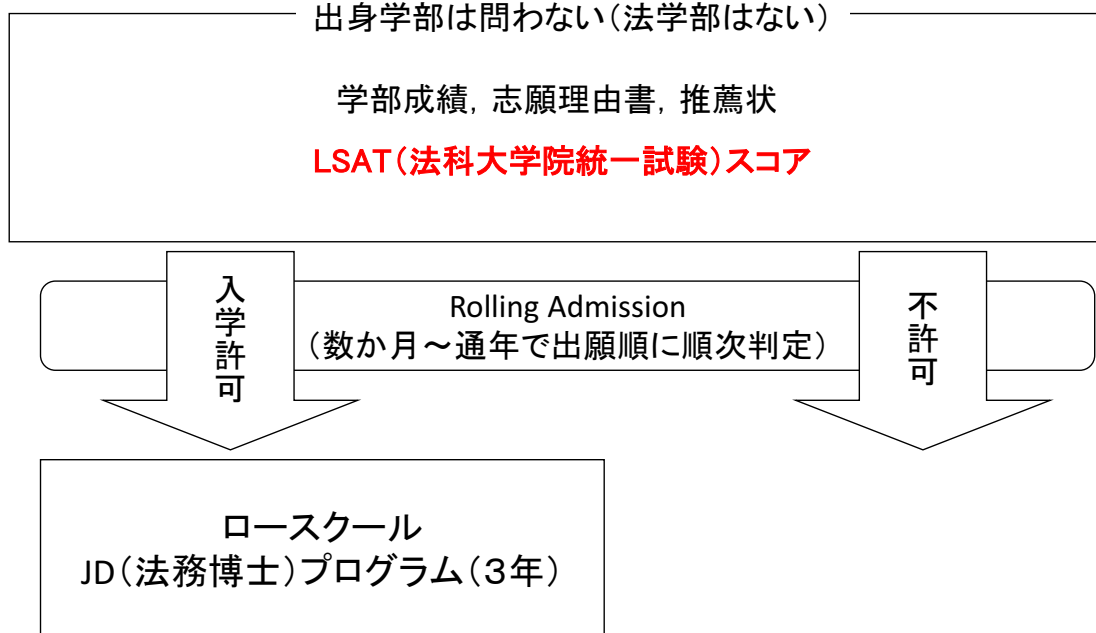 出身学部は問わない(法学部はない)
学部成績，志願理由書，推薦状
LSAT(法科大学院統一試験)スコア
入学許可
Rolling Admission
(数か月～通年で出願順に順次判定)
不許可
ロースクール
JD(法務博士)プログラム(３年)